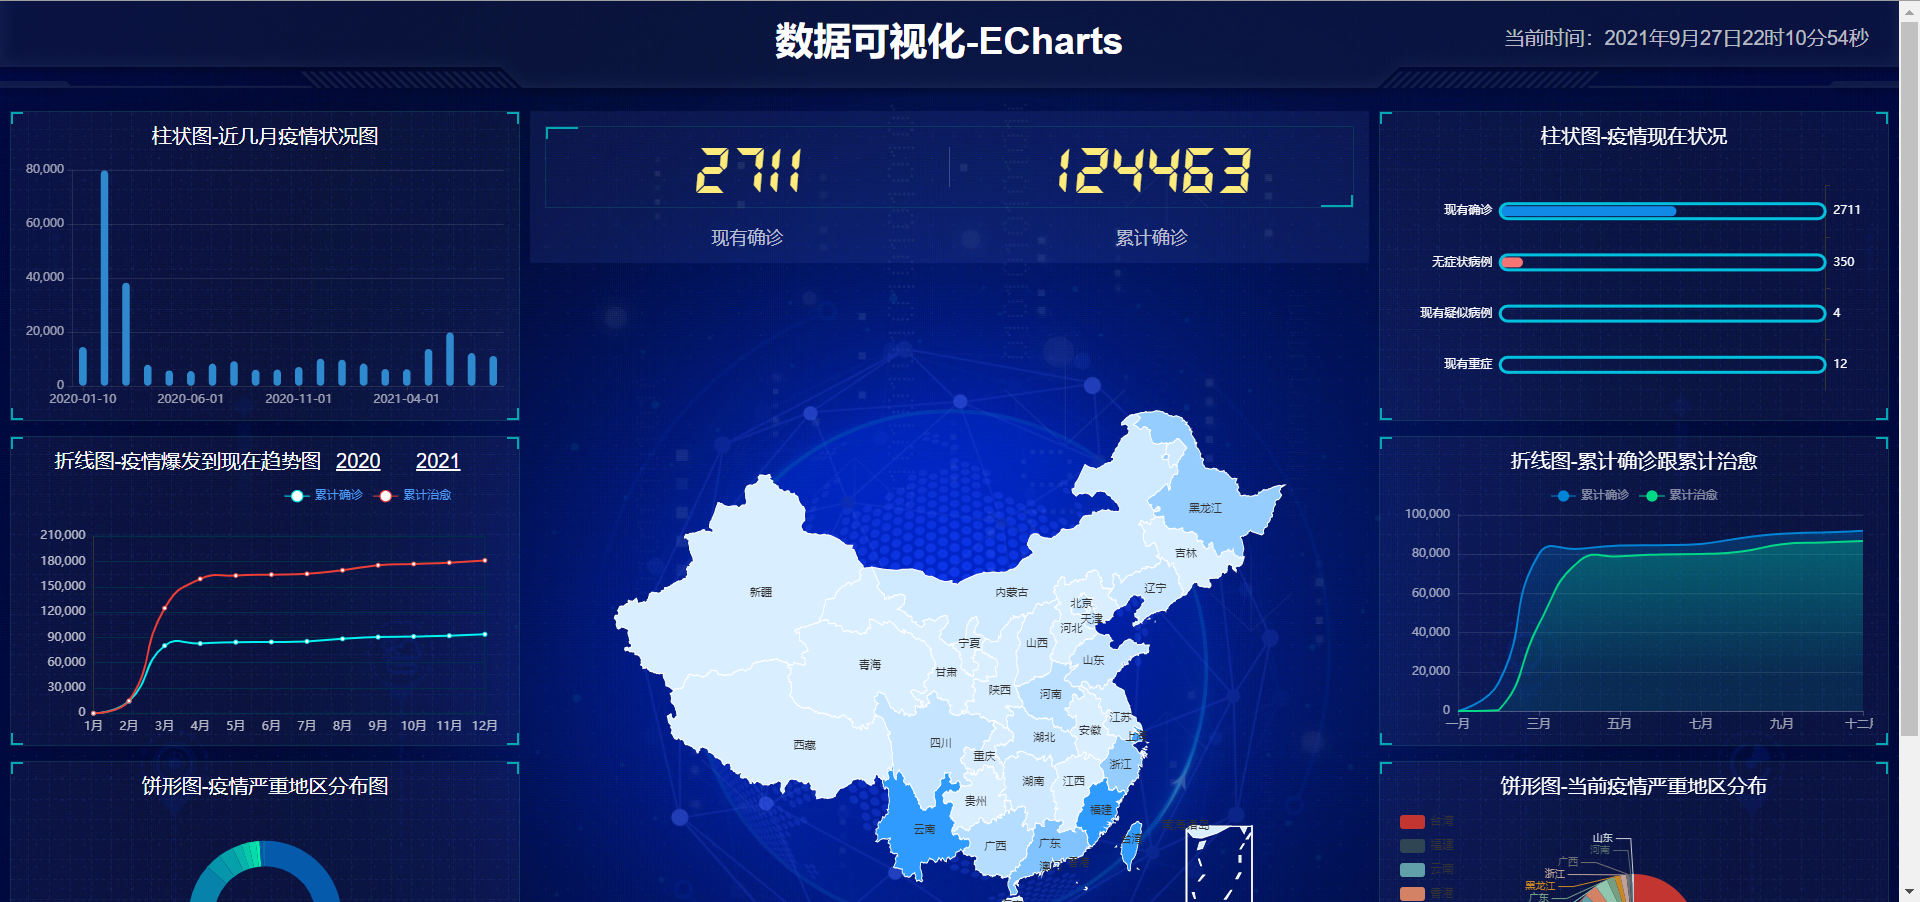 数据可视化-ECharts
当前时间：2021年9月27日22时10分54秒
柱状图-近几月疫情状况图
80,000
60,000
40,000
20,000
0
2020-01-10 2020-06-01 2020-11-01 2021-04-01
折线图-疫情爆发到现在趋势图 2020 2021
累计确诊 累计治愈
210,000
180,000
150,000
120,000
90,000
60,000
30,000
0
1月 2月 3月 4月 5月 6月 7月 8月 9月 10月 11月 12月
饼形图-疫情严重地区分布图
2711 124463
现有确诊 累计确诊
黑龙江
吉林
辽宁
新疆
内蒙古
北京
天津
河北
宁夏
山西
山东
青海
甘肃
陕西
河南
江苏
安徽
上海
西藏
四川
湖北
重庆
浙江
湖南
江西
贵州
福建
云南
广西
广东
台湾
南海诸岛
澳门
香港
柱状图-疫情现在状况
现有确诊 2711
无症状病例 350
现有疑似病例 4
现有重症 12
折线图-累计确诊跟累计治愈
累计确诊 累计治愈
100,000
80,000
60,000
40,000
20,000
0
一月 三月 五月 七月 九月 十二月
饼形图-当前疫情严重地区分布
台湾
福建
云南
香港
山东
河南
广西
浙江
黑龙江
广东